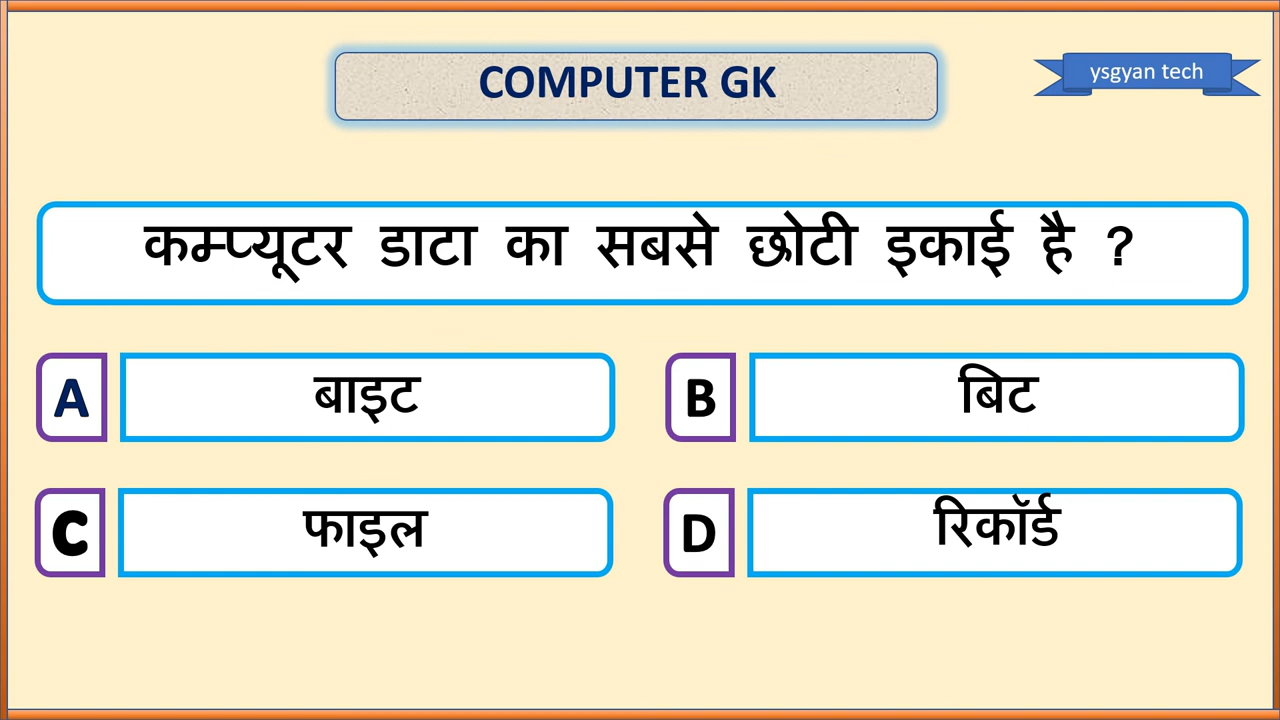 COMPUTER GK
ysgyan tech
कम्प्यूटर डाटा का सबसे छोटी इकाई है ?
A बाइट
B बिट
C फाइल
D रिकॉर्ड